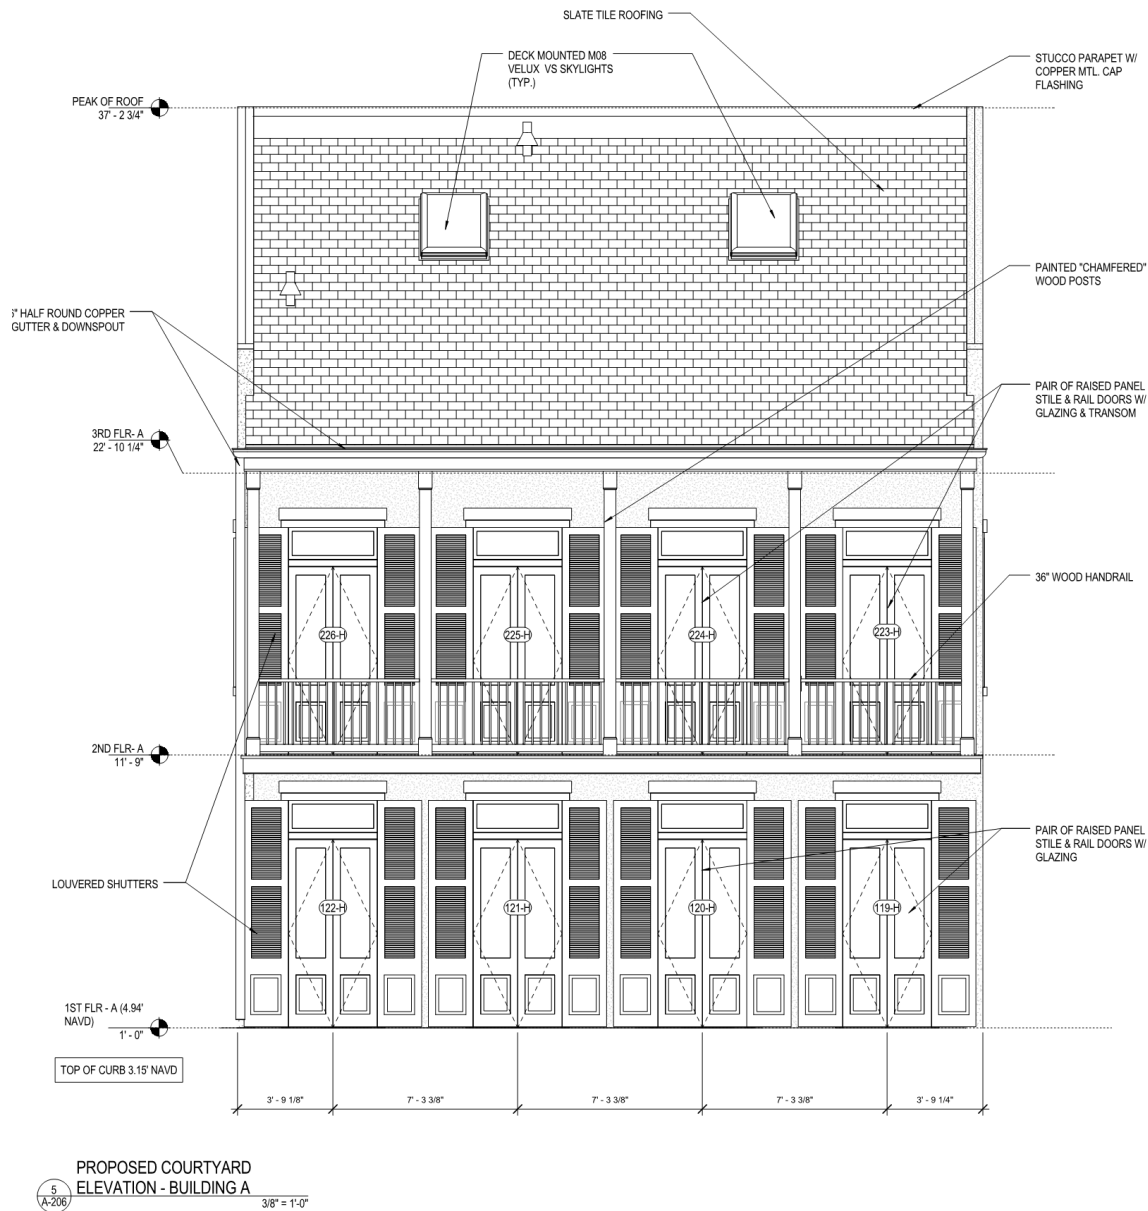 SLATE TILE ROOFING
DECK MOUNTED M08
VELUX VS SKYLIGHTS
(TYP.)
STUCCO PARAPET W/
COPPER MTL. CAP
FLASHING
PEAK OF ROOF
37' - 2 3/4"
PAINTED "CHAMFERED"
WOOD POSTS
" HALF ROUND COPPER
GUTTER & DOWNSPOUT
PAIR OF RAISED PANEL
STILE & RAIL DOORS W/
GLAZING & TRANSOM
3RD FLR- A
22' - 10 1/4"
36" WOOD HANDRAIL
226-H
225-H
224-H
223-H
2ND FLR- A
11' - 9"
PAIR OF RAISED PANEL
STILE & RAIL DOORS W/
GLAZING
LOUVERED SHUTTERS
122-H
121-H
120-H
119-H
1ST FLR - A (4.94'
NAVD)
1' - 0"
TOP OF CURB 3.15' NAVD
3' - 9 1/8"
7' - 3 3/8"
7' - 3 3/8"
7' - 3 3/8"
3' - 9 1/4"
PROPOSED COURTYARD
ELEVATION - BUILDING A
5
A-206
3/8" = 1'-0"